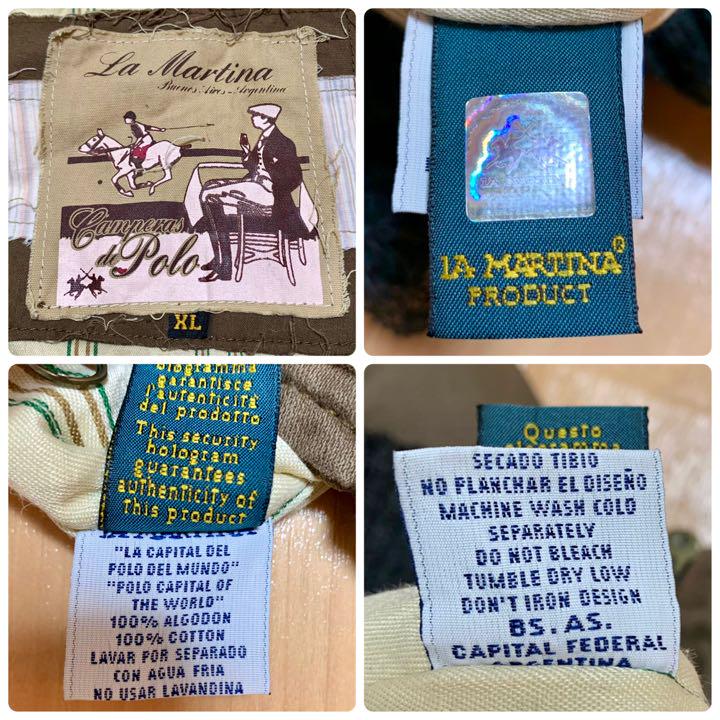 La Martina
Buenos Aires - Argentina
Camperas
de Polo
XL
LA MARTINA®
PRODUCT
ologramma
garantisce
l'autenticità
del prodotto
This security
hologram
guarantees
authenticity of
This product
"LA CAPITAL DEL
POLO DEL MUNDO"
"POLO CAPITAL OF
THE WORLD"
100% ALGODON
100% COTTON
LAVAR POR SEPARADO
CON AGUA FRIA
NO USAR LAVANDINA
Questo
ologramma
SECADO TIBIO
NO PLANCHAR EL DISEÑO
MACHINE WASH COLD
SEPARATELY
DO NOT BLEACH
TUMBLE DRY LOW
DON'T IRON DESIGN
BS. AS.
CAPITAL FEDERAL
ARGENTINA